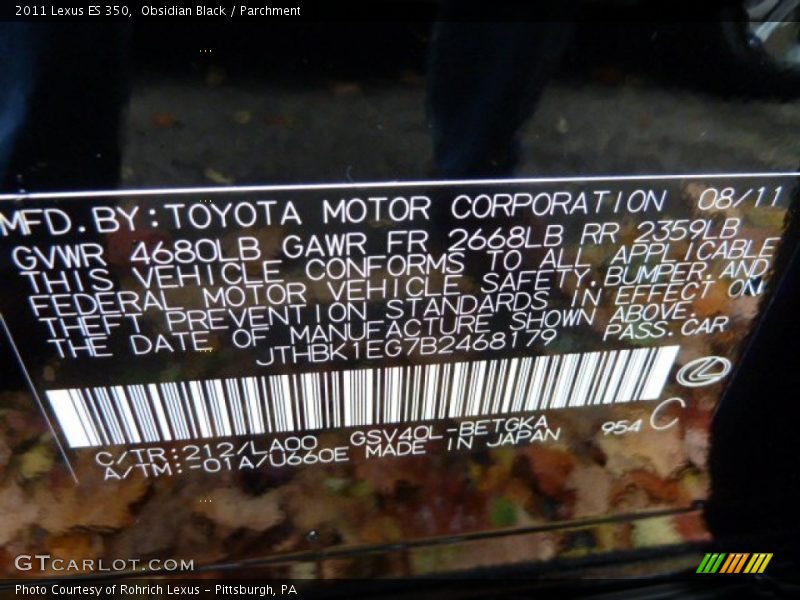 2011 Lexus ES 350,  Obsidian Black / Parchment
MFD.BY:TOYOTA MOTOR CORPORATION 08/11
GVWR 4680LB GAWR FR 2668LB RR 2359LB
THIS VEHICLE CONFORMS TO ALL APPLICABLE
FEDERAL MOTOR VEHICLE SAFETY,BUMPER,AND
THEFT PREVENTION STANDARDS IN EFFECT ON
THE DATE OF MANUFACTURE SHOWN ABOVE.
JTHBK1EG7B2468179 PASS.CAR
C/TR:212/LA00 GSV40L-BETGKA 954 C
A/TM:-01A/U660E MADE IN JAPAN
GTCARLOT.COM
Photo Courtesy of Rohrich Lexus – Pittsburgh, PA